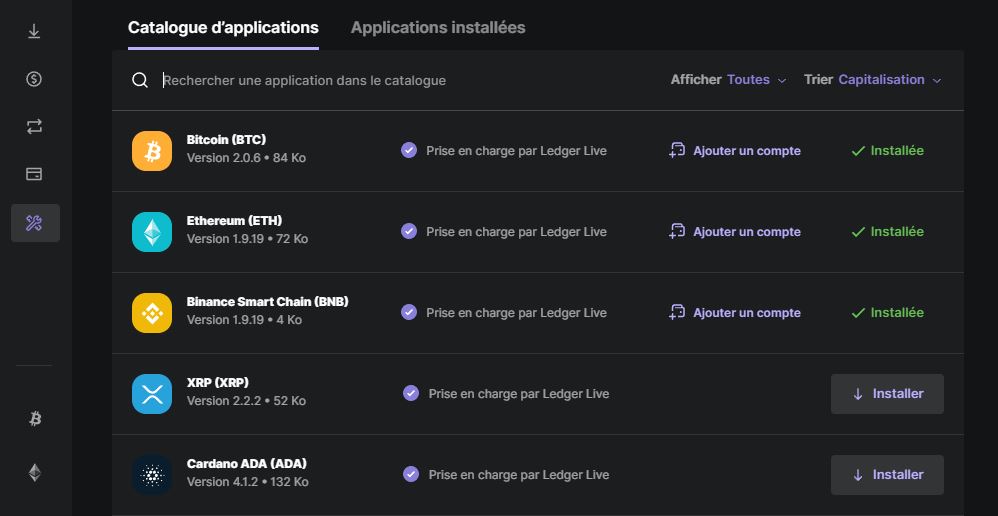 Catalogue d'applications Applications installées
Rechercher une application dans le catalogue Afficher Toutes Trier Capitalisation
Bitcoin (BTC)
Version 2.0.6 • 84 Ko
Prise en charge par Ledger Live Ajouter un compte Installée
Ethereum (ETH)
Version 1.9.19 • 72 Ko
Prise en charge par Ledger Live Ajouter un compte Installée
Binance Smart Chain (BNB)
Version 1.9.19 • 4 Ko
Prise en charge par Ledger Live Ajouter un compte Installée
XRP (XRP)
Version 2.2.2 • 52 Ko
Prise en charge par Ledger Live Installer
Cardano ADA (ADA)
Version 4.1.2 • 132 Ko
Prise en charge par Ledger Live Installer